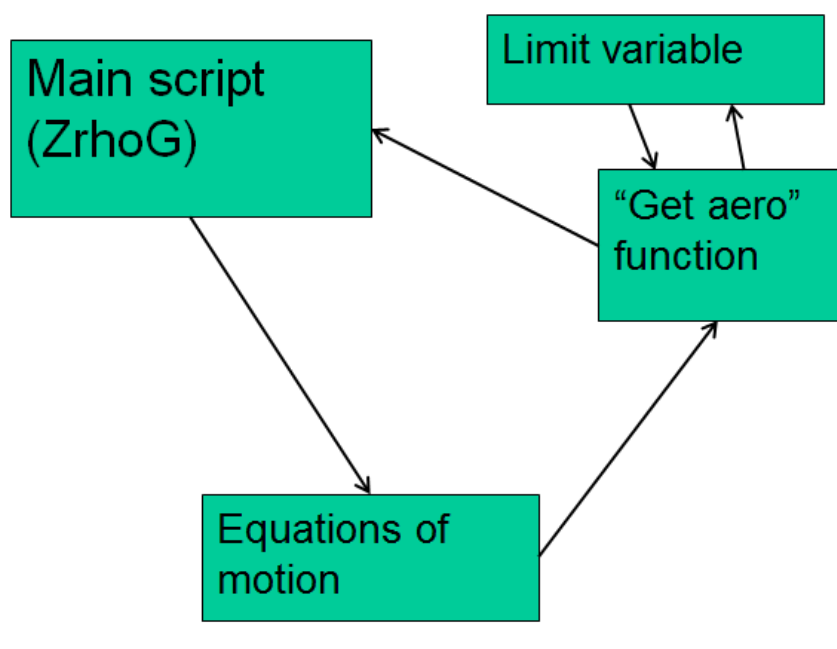 Main script
(ZrhoG)
Limit variable
“Get aero”
function
Equations of
motion